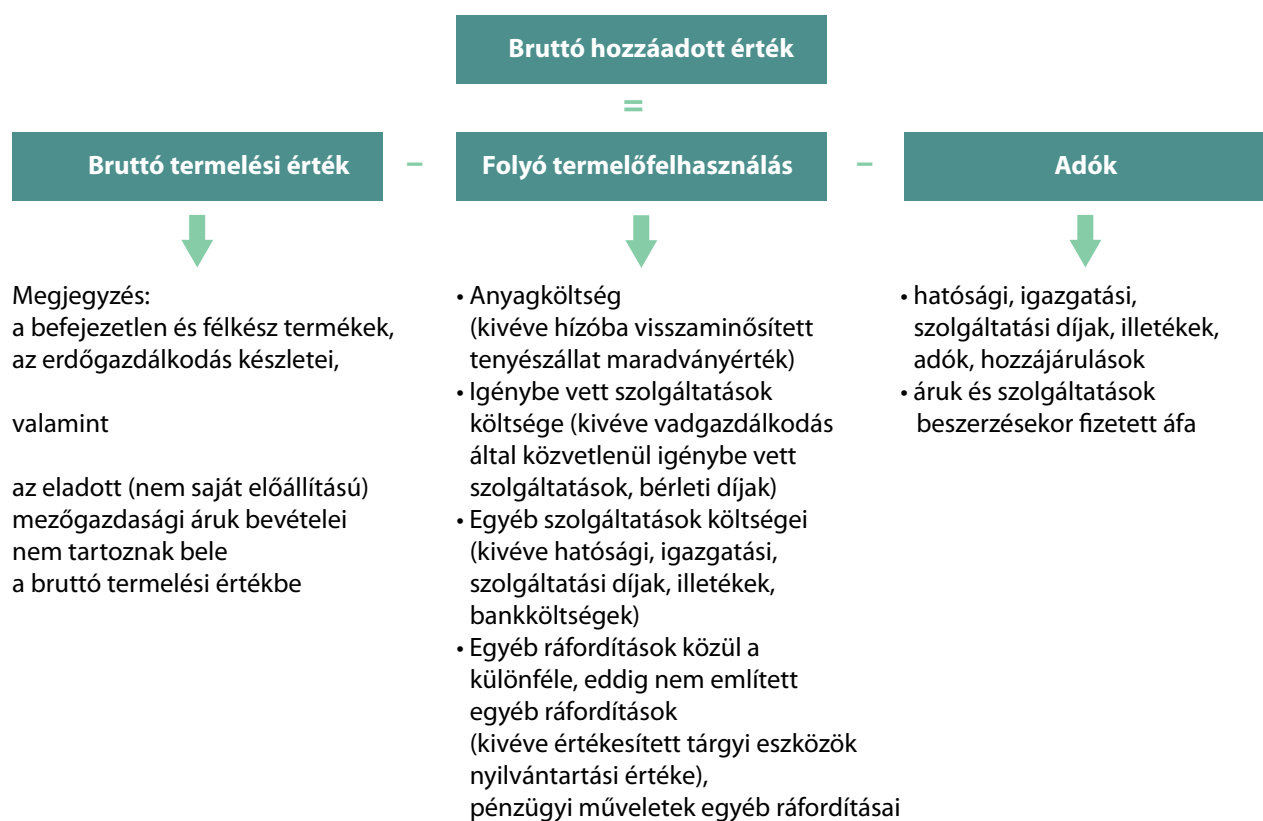 Bruttó hozzáadott érték
=
Bruttó termelési érték
–
Folyó termelőfelhasználás
–
Adók
Megjegyzés:
a befejezetlen és félkész termékek,
az erdőgazdálkodás készletei,
valamint
az eladott (nem saját előállítású)
mezőgazdasági áruk bevételei
nem tartoznak bele
a bruttó termelési értékbe
• Anyagköltség
(kivéve hízóba visszaminősített
tenyészállat maradványérték)
• Igénybe vett szolgáltatások
költsége (kivéve vadgazdálkodás
által közvetlenül igénybe vett
szolgáltatások, bérleti díjak)
• Egyéb szolgáltatások költségei
(kivéve hatósági, igazgatási,
szolgáltatási díjak, illetékek,
bankköltségek)
• Egyéb ráfordítások közül a
különféle, eddig nem említett
egyéb ráfordítások
(kivéve értékesített tárgyi eszközök
nyilvántartási értéke),
pénzügyi műveletek egyéb ráfordításai
• hatósági, igazgatási,
szolgáltatási díjak, illetékek,
adók, hozzájárulások
• áruk és szolgáltatások
beszerzésekor fizetett áfa